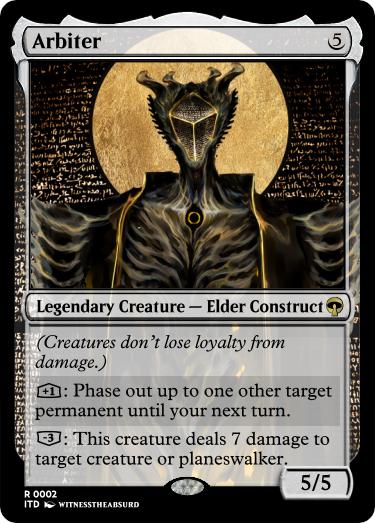 Arbiter 5
Legendary Creature — Elder Construct
(Creatures don't lose loyalty from
damage.)
+1: Phase out up to one other target
permanent until your next turn.
-3: This creature deals 7 damage to
target creature or planeswalker.
5/5
R 0002
ITD WITNESSTHEABSURD